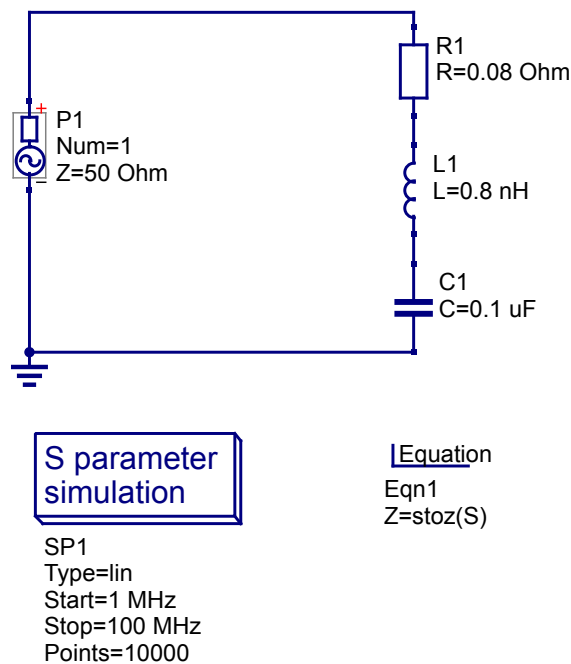 R1
R=0.08 Ohm
+
P1
Num=1
Z=50 Ohm
−
L1
L=0.8 nH
C1
C=0.1 uF
S parameter
simulation
Equation
Eqn1
Z=stoz(S)
SP1
Type=lin
Start=1 MHz
Stop=100 MHz
Points=10000